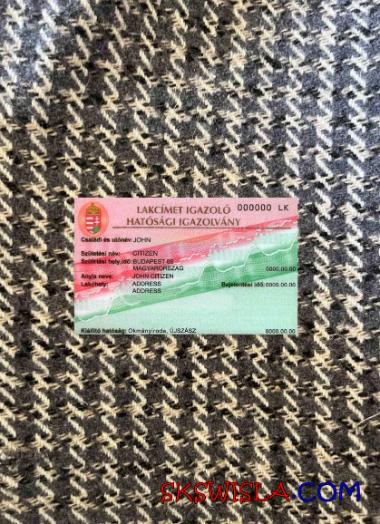 LAKCÍMET IGAZOLÓ
HATÓSÁGI IGAZOLVÁNY
000000 LK
Családi és utónév: JOHN
Születési név: CITIZEN
Születési hely, idő: BUDAPEST 69
MAGYARORSZAG 0000.00.00
Anyja neve: JOHN CITIZEN
Lakóhely: ADDRESS Bejelentési idő: 0000.00.00
ADDRESS
Kiállító hatóság: Okmányiroda, ÚJSZÁSZ 0000.00.00
SKSWISLA.COM